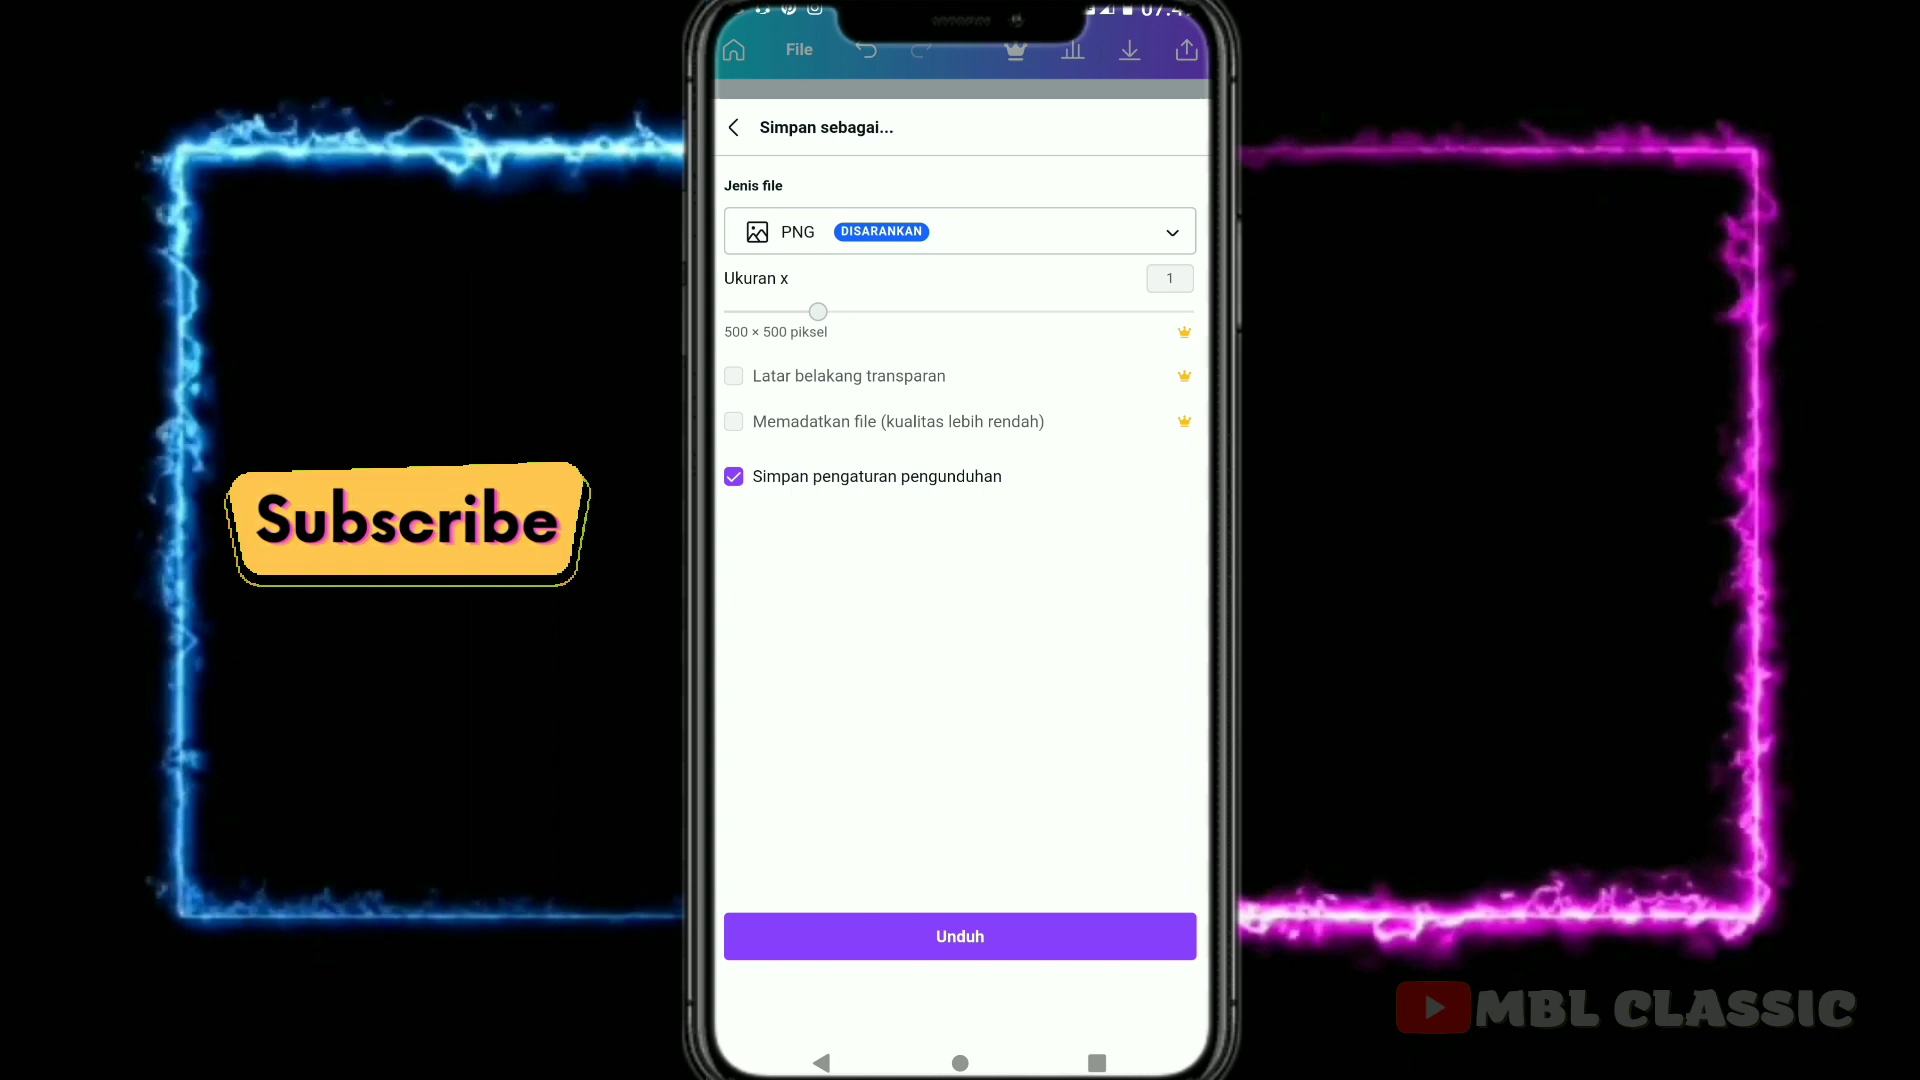 File
Simpan sebagai...
Jenis file
PNG DISARANKAN
Ukuran x
1
500 × 500 piksel
Latar belakang transparan
Memadatkan file (kualitas lebih rendah)
Simpan pengaturan pengunduhan
Subscribe
Unduh
MBL CLASSIC